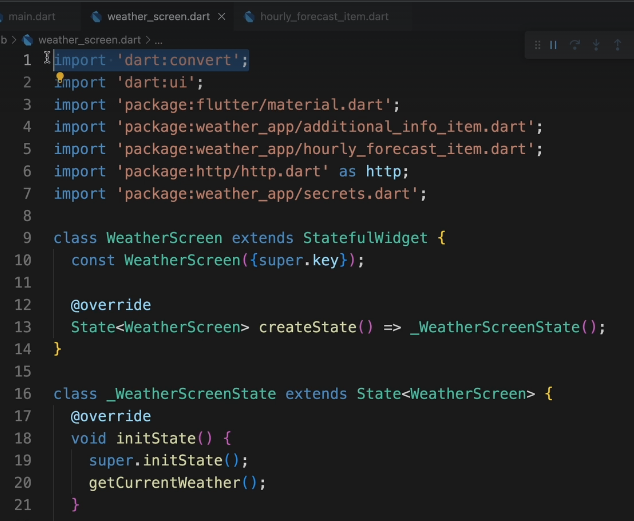 main.dart
weather_screen.dart ×
hourly_forecast_item.dart
b > weather_screen.dart > ...
1 import 'dart:convert';
2 import 'dart:ui';
3 import 'package:flutter/material.dart';
4 import 'package:weather_app/additional_info_item.dart';
5 import 'package:weather_app/hourly_forecast_item.dart';
6 import 'package:http/http.dart' as http;
7 import 'package:weather_app/secrets.dart';
8
9 class WeatherScreen extends StatefulWidget {
10 const WeatherScreen({super.key});
11
12 @override
13 State<WeatherScreen> createState() => _WeatherScreenState();
14 }
15
16 class _WeatherScreenState extends State<WeatherScreen> {
17 @override
18 void initState() {
19 super.initState();
20 getCurrentWeather();
21 }